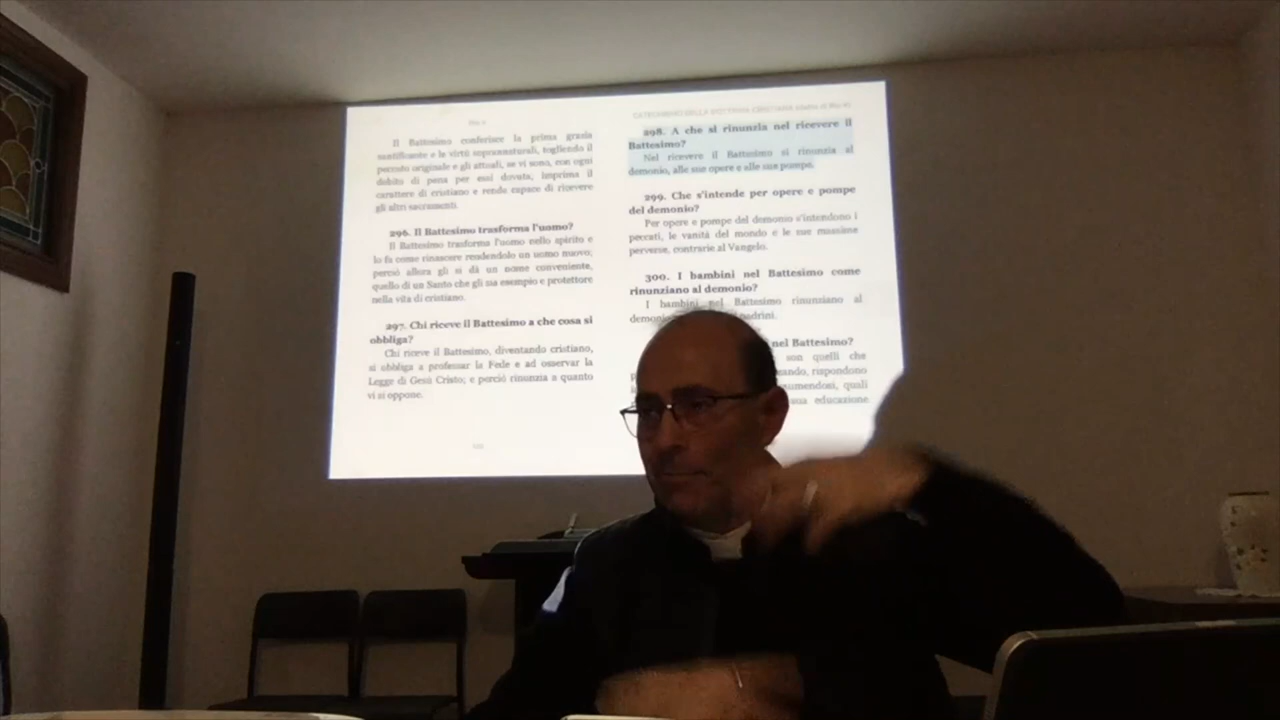 Pio X
Il Battesimo conferisce la prima grazia
santificante e le virtù soprannaturali, togliendo il
peccato originale e gli attuali, se vi sono, con ogni
debito di pena per essi dovuta, imprime il
carattere di cristiano e rende capace di ricevere
gli altri sacramenti.
296. Il Battesimo trasforma l'uomo?
Il Battesimo trasforma l'uomo nello spirito e
lo fa come rinascere rendendolo un uomo nuovo;
perciò allora gli si dà un nome conveniente,
quello di un Santo che gli sia esempio e protettore
nella vita di cristiano.
297. Chi riceve il Battesimo a che cosa si
obbliga?
Chi riceve il Battesimo, diventando cristiano,
si obbliga a professar la Fede e ad osservar la
Legge di Gesù Cristo; e perciò rinunzia a quanto
vi si oppone.
CATECHISMO DELLA DOTTRINA CRISTIANA
298. A che si rinunzia nel ricevere il
Battesimo?
Nel ricevere il Battesimo si rinunzia al
demonio, alle sue opere e alle sue pompe.
299. Che s'intende per opere e pompe
del demonio?
Per opere e pompe del demonio s'intendono i
peccati, le vanità del mondo e le sue massime
perverse, contrarie al Vangelo.
300. I bambini nel Battesimo come
rinunziano al demonio?
I bambini nel Battesimo rinunziano al
padrini.
nel Battesimo?
son quelli che
rispondono
quali
sua educazione